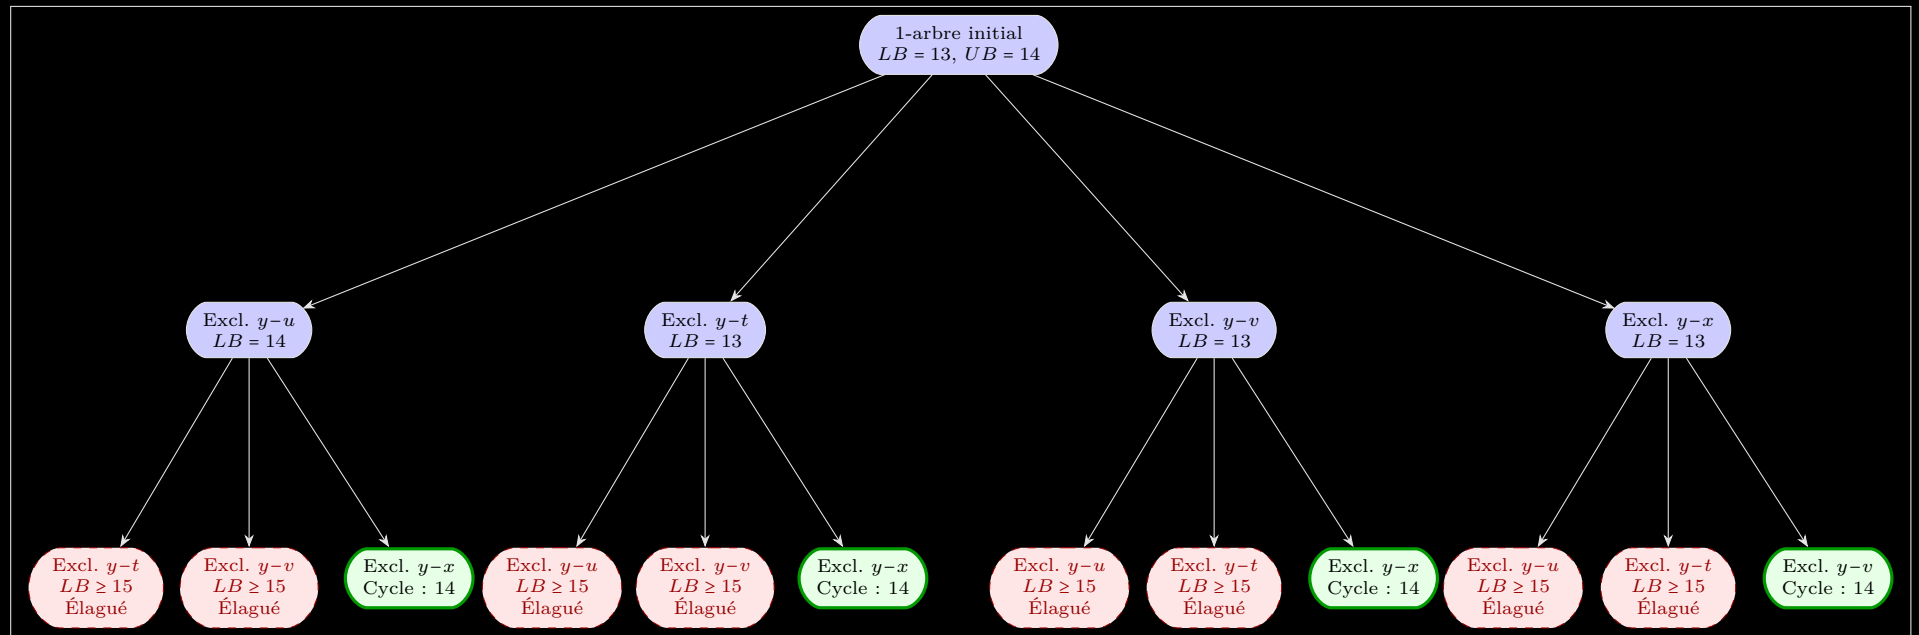 1-arbre initial
LB = 13, UB = 14
Excl. y–u
LB = 14
Excl. y–t
LB = 13
Excl. y–v
LB = 13
Excl. y–x
LB = 13
Excl. y–t
LB ≥ 15
Élagué
Excl. y–v
LB ≥ 15
Élagué
Excl. y–x
Cycle : 14
Excl. y–u
LB ≥ 15
Élagué
Excl. y–v
LB ≥ 15
Élagué
Excl. y–x
Cycle : 14
Excl. y–u
LB ≥ 15
Élagué
Excl. y–t
LB ≥ 15
Élagué
Excl. y–x
Cycle : 14
Excl. y–u
LB ≥ 15
Élagué
Excl. y–t
LB ≥ 15
Élagué
Excl. y–v
Cycle : 14